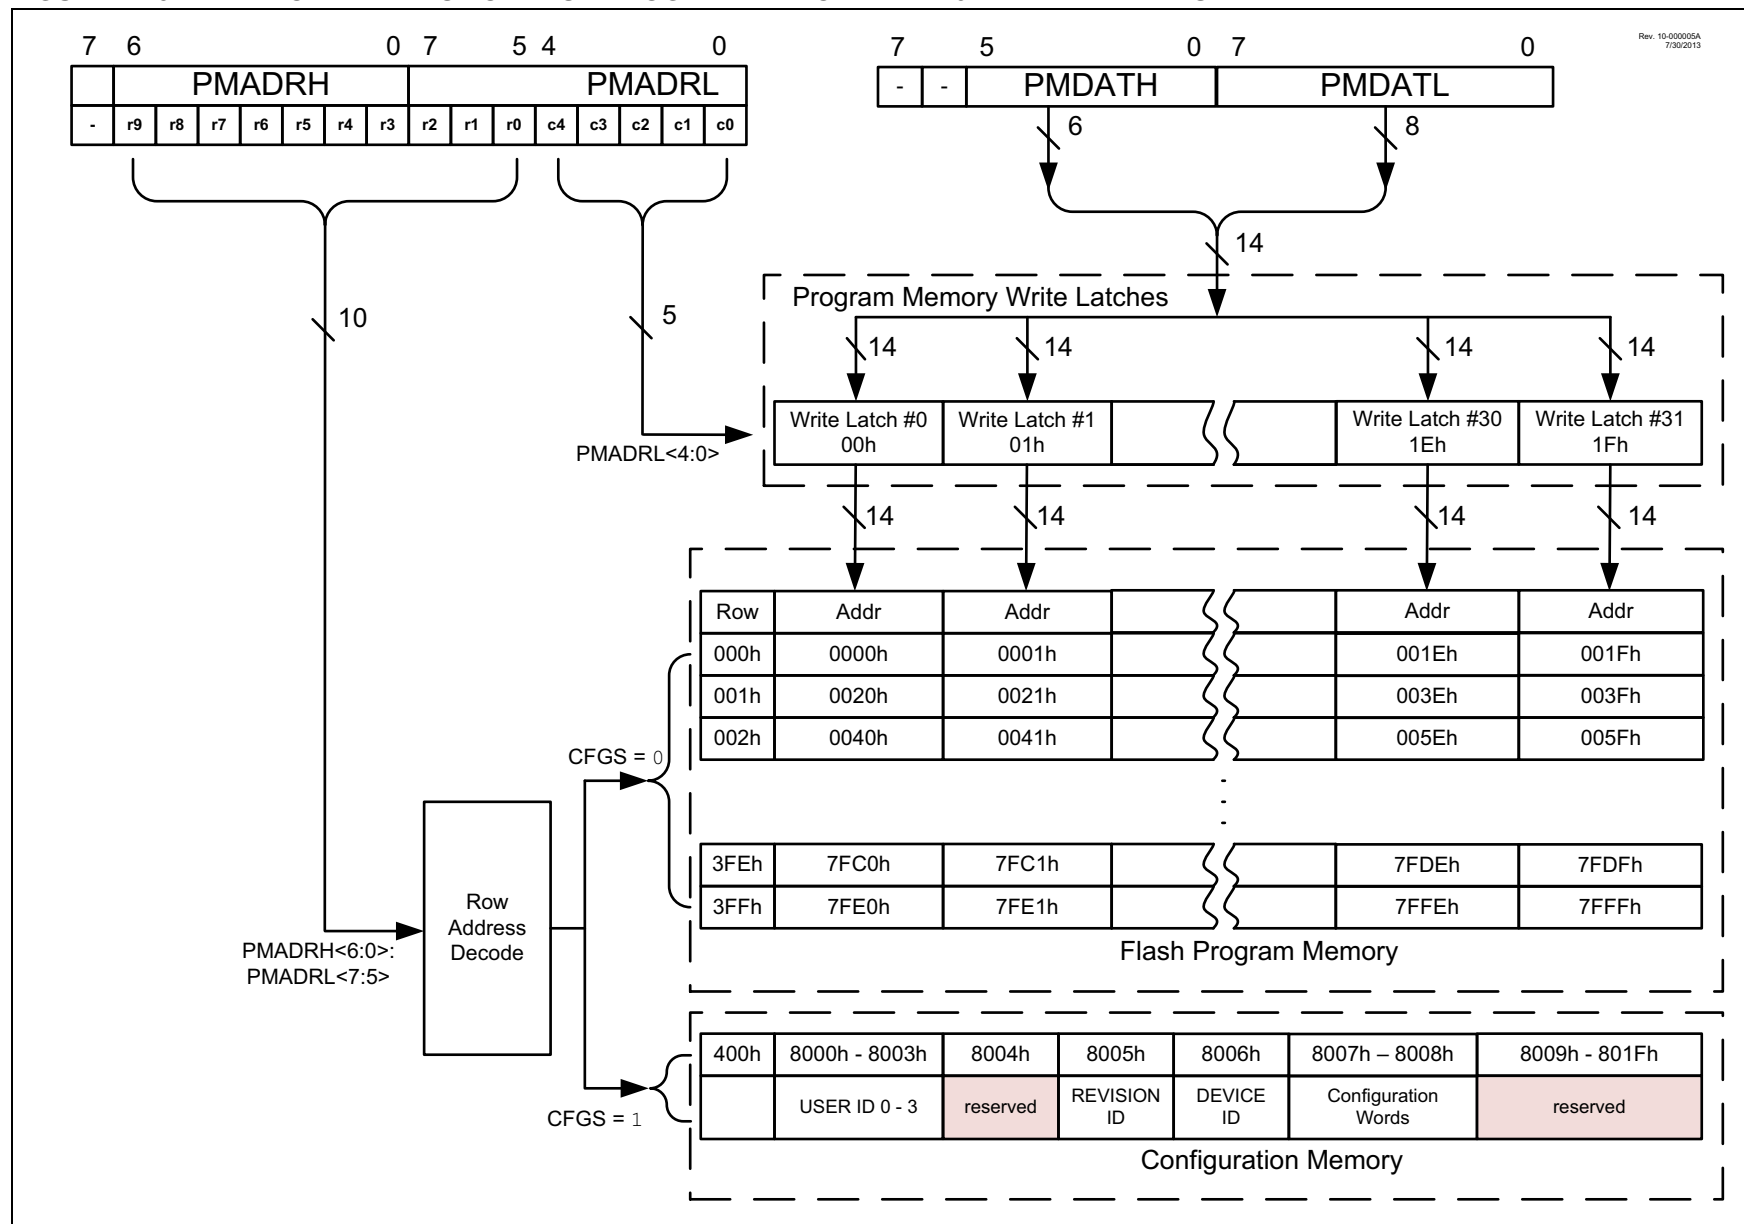 7 6 0 7 5 4 0
PMADRH PMADRL
- r9 r8 r7 r6 r5 r4 r3 r2 r1 r0 c4 c3 c2 c1 c0
7 5 0 7 0
PMDATH PMDATL
- -
Rev. 10-000005A
7/30/2013
6 8
14
10
5
PMADRL<4:0>
Program Memory Write Latches
14 14 14 14
Write Latch #0 Write Latch #1 Write Latch #30 Write Latch #31
00h 01h 1Eh 1Fh
14 14 14 14
Row Addr Addr Addr Addr
000h 0000h 0001h 001Eh 001Fh
001h 0020h 0021h 003Eh 003Fh
002h 0040h 0041h 005Eh 005Fh
CFGS = 0
3FEh 7FC0h 7FC1h 7FDEh 7FDFh
3FFh 7FE0h 7FE1h 7FFEh 7FFFh
Flash Program Memory
Row
Address
Decode
PMADRH<6:0>:
PMADRL<7:5>
CFGS = 1
400h 8000h - 8003h 8004h 8005h 8006h 8007h – 8008h 8009h - 801Fh
USER ID 0 - 3 reserved REVISION ID DEVICE ID Configuration Words reserved
Configuration Memory